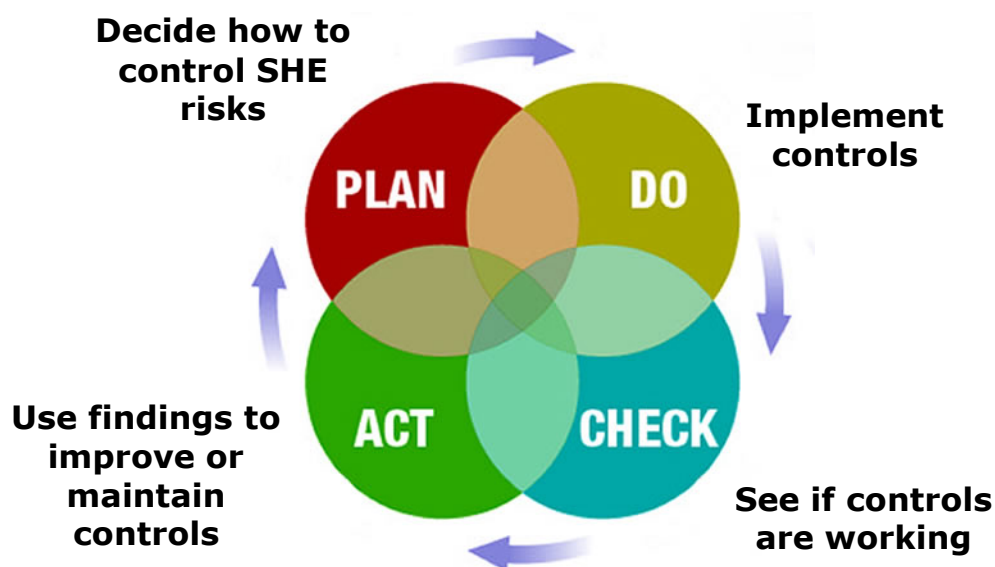 Decide how to
control SHE
risks
PLAN
DO
Implement
controls
Use findings to
improve or
maintain
controls
ACT
CHECK
See if controls
are working